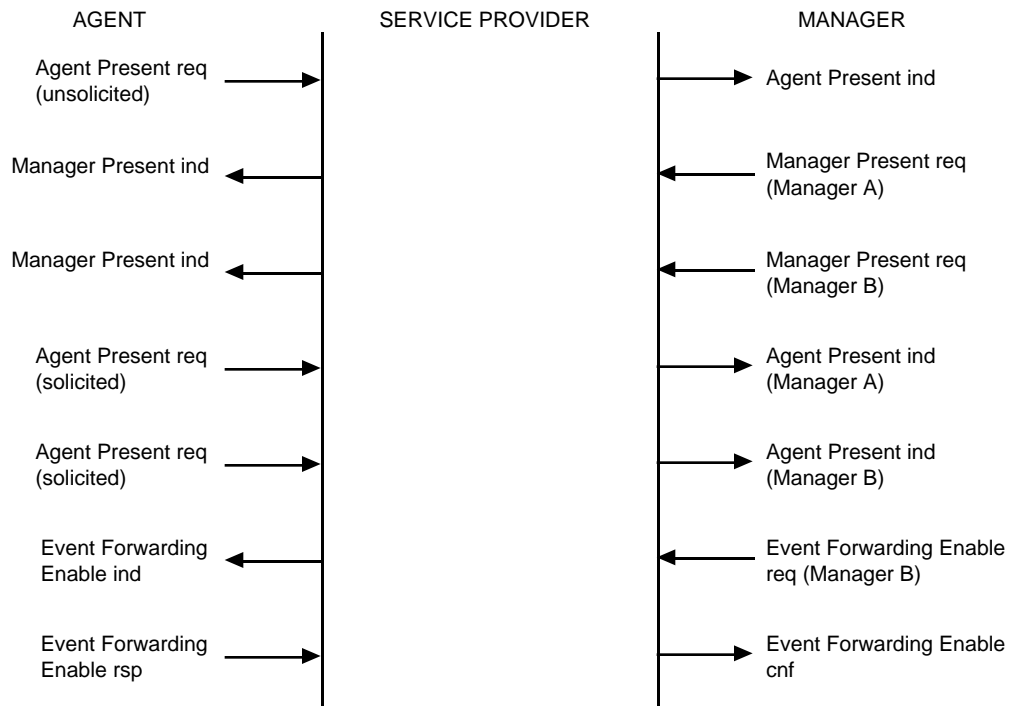 AGENT
SERVICE PROVIDER
MANAGER
Agent Present req
(unsolicited)
Agent Present ind
Manager Present ind
Manager Present req
(Manager A)
Manager Present ind
Manager Present req
(Manager B)
Agent Present req
(solicited)
Agent Present ind
(Manager A)
Agent Present req
(solicited)
Agent Present ind
(Manager B)
Event Forwarding
Enable ind
Event Forwarding Enable
req (Manager B)
Event Forwarding
Enable rsp
Event Forwarding Enable
cnf